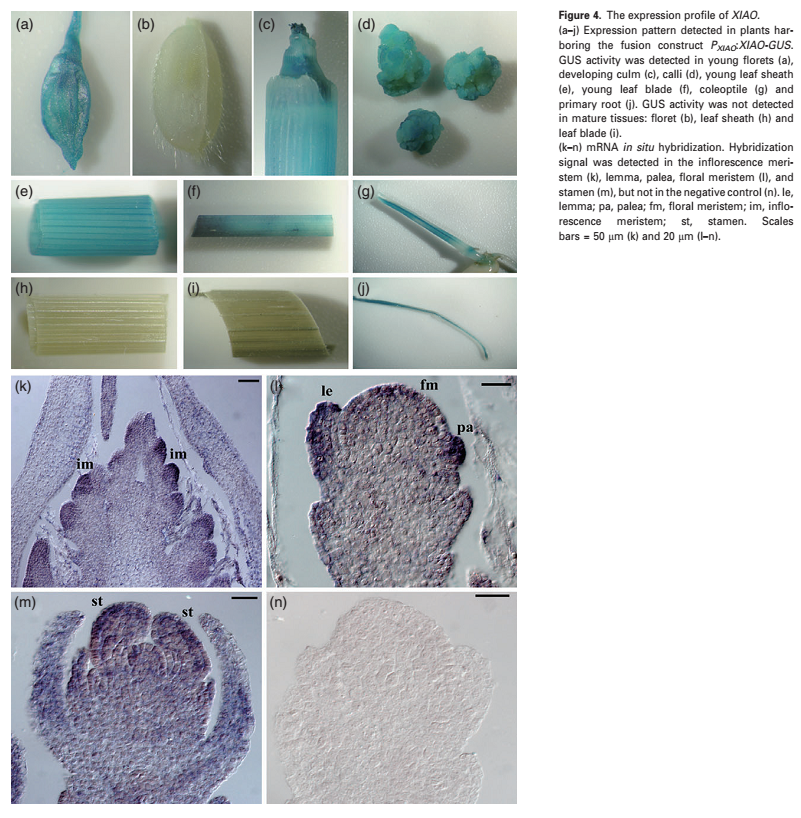 (a)
(b)
(c)
(d)
(e)
(f)
(g)
(h)
(i)
(j)
(k)
im
im
(l)
le
fm
pa
(m)
st
st
(n)
Figure 4. The expression profile of XIAO.
(a–j) Expression pattern detected in plants har-
boring the fusion construct PXIAO:XIAO-GUS.
GUS activity was detected in young florets (a),
developing culm (c), calli (d), young leaf sheath
(e), young leaf blade (f), coleoptile (g) and
primary root (j). GUS activity was not detected
in mature tissues: floret (b), leaf sheath (h) and
leaf blade (i).
(k–n) mRNA in situ hybridization. Hybridization
signal was detected in the inflorescence meri-
stem (k), lemma, palea, floral meristem (l), and
stamen (m), but not in the negative control (n). le,
lemma; pa, palea; fm, floral meristem; im, inflo-
rescence meristem; st, stamen. Scales
bars = 50 μm (k) and 20 μm (l–n).